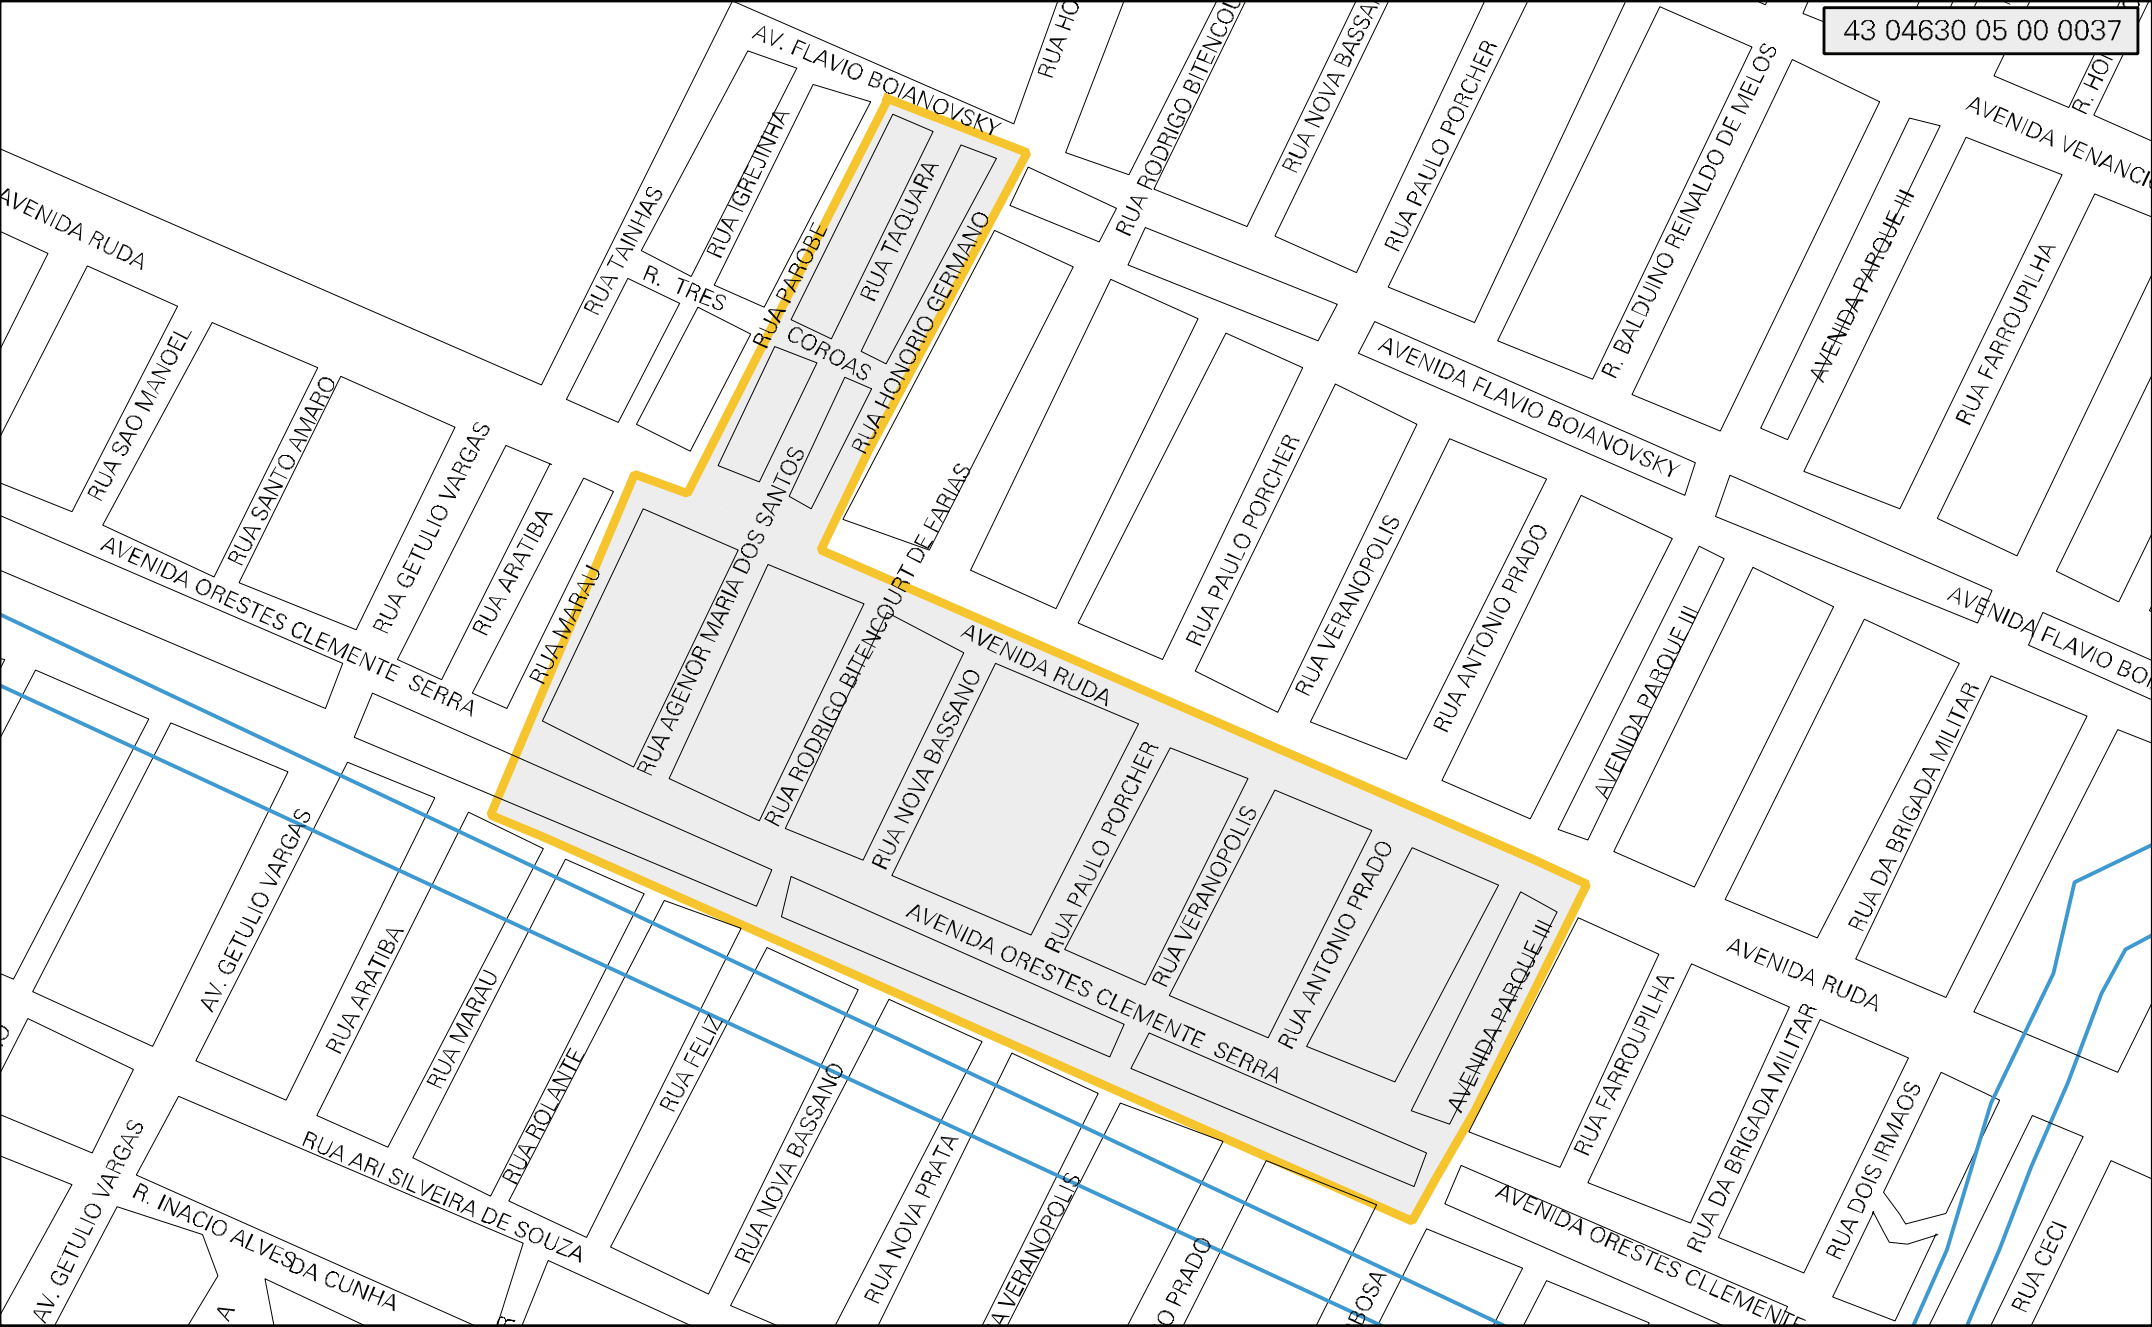 43 04630 05 00 0037
AV. FLAVIO BOIANOVSKY
RUA HO
RUA RODRIGO BITENCOU
RUA NOVA BASSA
RUA PAULO PORCHER
R. BALDUINO REINALDO DE MELOS
R. HON
AVENIDA VENANCI
AVENIDA PARQUE III
RUA FARROUPILHA
AVENIDA RUDA
RUA TAINHAS
RUA IGREJINHA
RUA PAROBE
RUA TAQUARA
RUA HONORIO GERMANO
R. TRES
COROAS
AVENIDA FLAVIO BOIANOVSKY
RUA SAO MANOEL
RUA SANTO AMARO
RUA GETULIO VARGAS
RUA ARATIBA
RUA MARAU
RUA AGENOR MARIA DOS SANTOS
RUA RODRIGO BITENCOURT DE FARIAS
RUA PAULO PORCHER
RUA VERANOPOLIS
RUA ANTONIO PRADO
AVENIDA PARQUE III
AVENIDA FLAVIO BOI
AVENIDA ORESTES CLEMENTE SERRA
AVENIDA RUDA
RUA NOVA BASSANO
RUA PAULO PORCHER
RUA VERANOPOLIS
RUA ANTONIO PRADO
AVENIDA PARQUE III
RUA DA BRIGADA MILITAR
AVENIDA RUDA
AVENIDA ORESTES CLEMENTE SERRA
AV. GETULIO VARGAS
RUA ARATIBA
RUA MARAU
RUA ROLANTE
RUA FELIZ
RUA NOVA BASSANO
RUA NOVA PRATA
A VERANOPOLIS
O PRADO
BOSA
RUA FARROUPILHA
RUA DA BRIGADA MILITAR
RUA DOIS IRMAOS
RUA CECI
AVENIDA ORESTES CLLEMENTE
RUA ARI SILVEIRA DE SOUZA
R. INACIO ALVES DA CUNHA
AV. GETULIO VARGAS
A
R